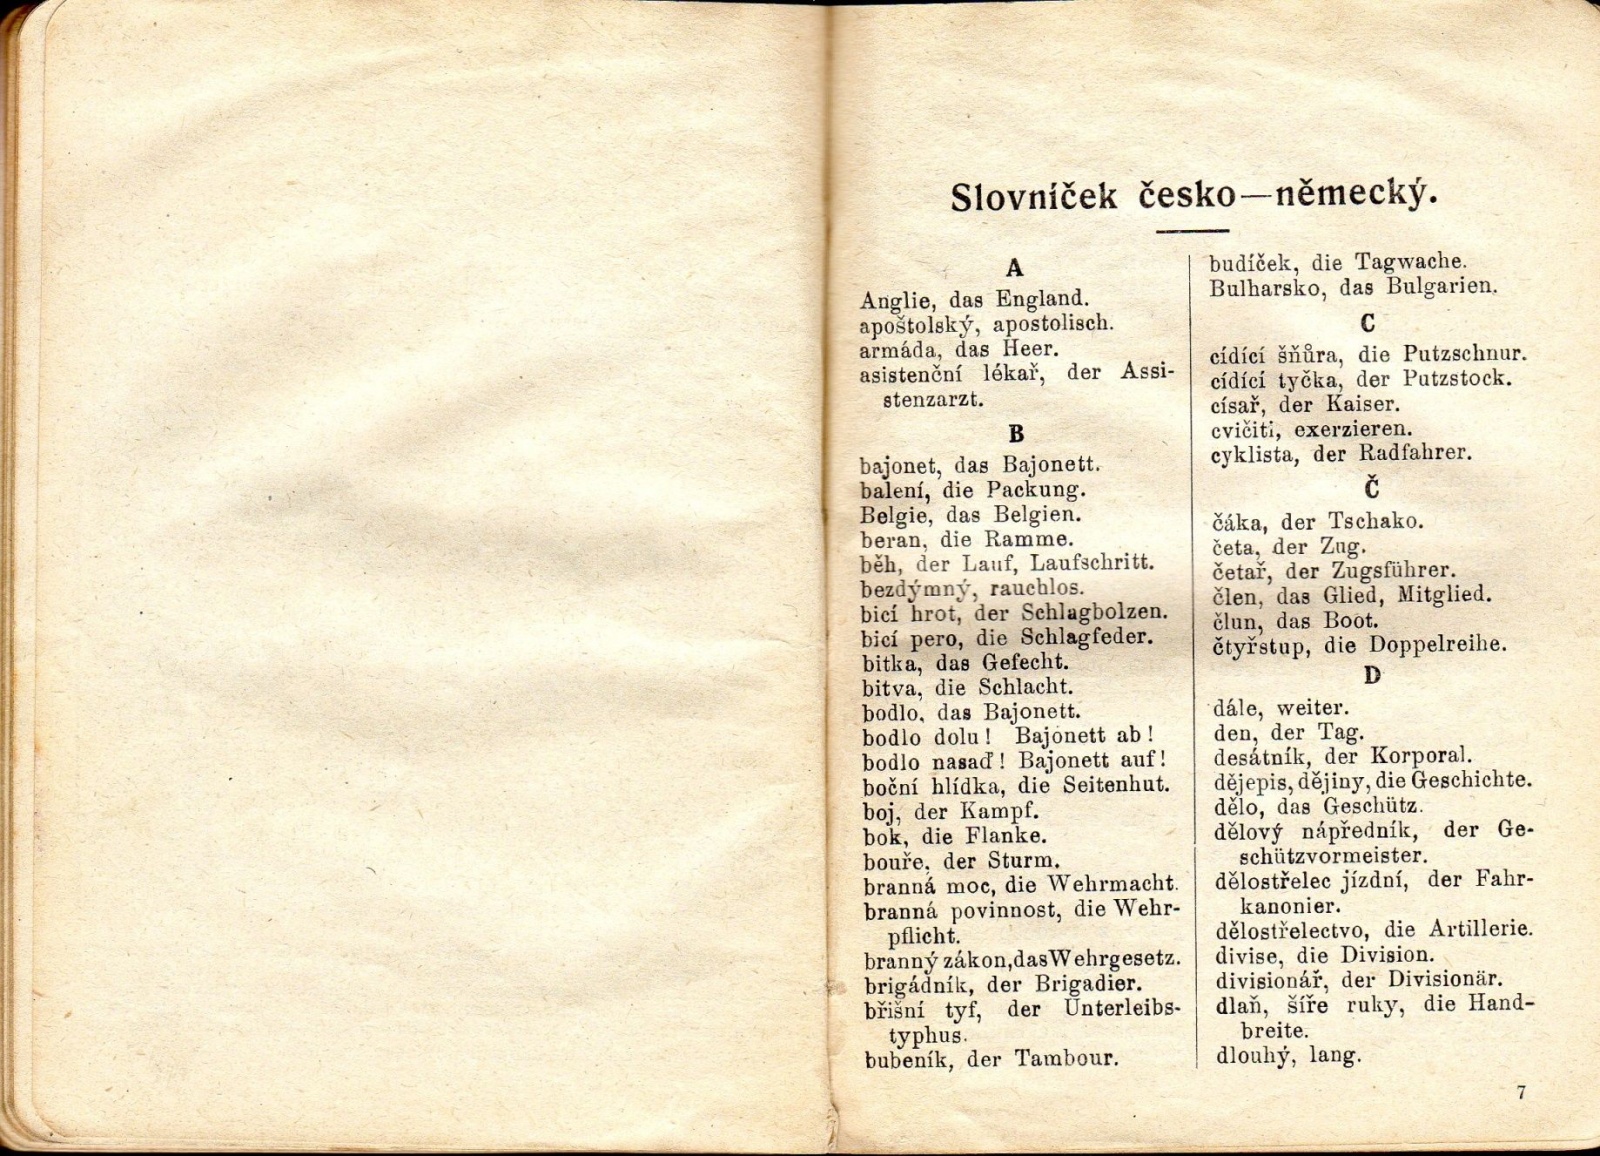 Slovníček česko—německý.
A
Anglie, das England.
apoštolský, apostolisch.
armáda, das Heer.
asistenční lékař, der Assi-
stenzarzt.
B
bajonet, das Bajonett.
balení, die Packung.
Belgie, das Belgien.
beran, die Ramme.
běh, der Lauf, Laufschritt.
bezdýmný, rauchlos.
bicí hrot, der Schlagbolzen.
bicí pero, die Schlagfeder.
bitka, das Gefecht.
bitva, die Schlacht.
bodlo, das Bajonett.
bodlo dolu! Bajonett ab!
bodlo nasaď! Bajonett auf!
boční hlídka, die Seitenhut.
boj, der Kampf.
bok, die Flanke.
bouře, der Sturm.
branná moc, die Wehrmacht.
branná povinnost, die Wehr-
pflicht.
branný zákon, das Wehrgesetz.
brigádník, der Brigadier.
břišní tyf, der Unterleibs-
typhus.
bubeník, der Tambour.
budíček, die Tagwache.
Bulharsko, das Bulgarien.
C
cídící šňůra, die Putzschnur.
cídící tyčka, der Putzstock.
císař, der Kaiser.
cvičiti, exerzieren.
cyklista, der Radfahrer.
Č
čáka, der Tschako.
četa, der Zug.
četař, der Zugsführer.
člen, das Glied, Mitglied.
člun, das Boot.
čtyřstup, die Doppelreihe.
D
dále, weiter.
den, der Tag.
desátník, der Korporal.
dějepis, dějiny, die Geschichte.
dělo, das Geschütz.
dělový nápředník, der Ge-
schützvormeister.
dělostřelec jízdní, der Fahr-
kanonier.
dělostřelectvo, die Artillerie.
divise, die Division.
divisionář, der Divisionär.
dlaň, šíře ruky, die Hand-
breite.
dlouhý, lang.
7